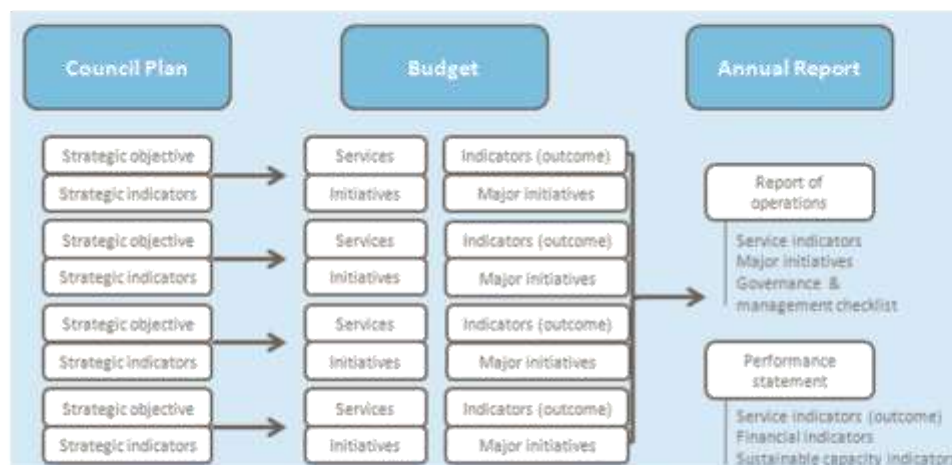 Council Plan
Budget
Annual Report
Strategic objective
Strategic indicators
Strategic objective
Strategic indicators
Strategic objective
Strategic indicators
Strategic objective
Strategic indicators
Services
Initiatives
Services
Initiatives
Services
Initiatives
Services
Initiatives
Indicators (outcome)
Major initiatives
Indicators (outcome)
Major initiatives
Indicators (outcome)
Major initiatives
Indicators (outcome)
Major initiatives
Report of
operations
Service indicators
Major initiatives
Governance &
management checklist
Performance
statement
Service indicators (outcome)
Financial indicators
Sustainable capacity indicator